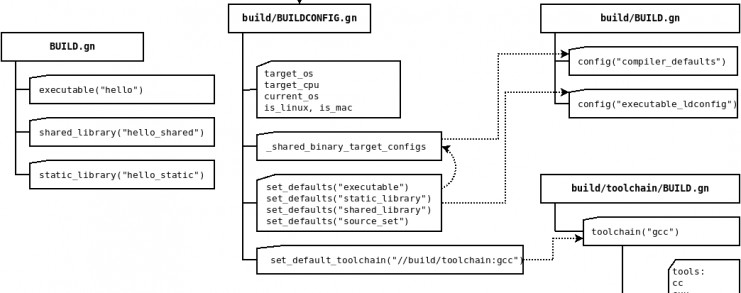 BUILD.gn
executable("hello")
shared_library("hello_shared")
static_library("hello_static")
build/BUILDCONFIG.gn
target_os
target_cpu
current_os
is_linux, is_mac
_shared_binary_target_configs
set_defaults("executable")
set_defaults("static_library")
set_defaults("shared_library")
set_defaults("source_set")
set_default_toolchain("//build/toolchain:gcc")
build/BUILD.gn
config("compiler_defaults")
config("executable_ldconfig")
build/toolchain/BUILD.gn
toolchain("gcc")
tools:
cc